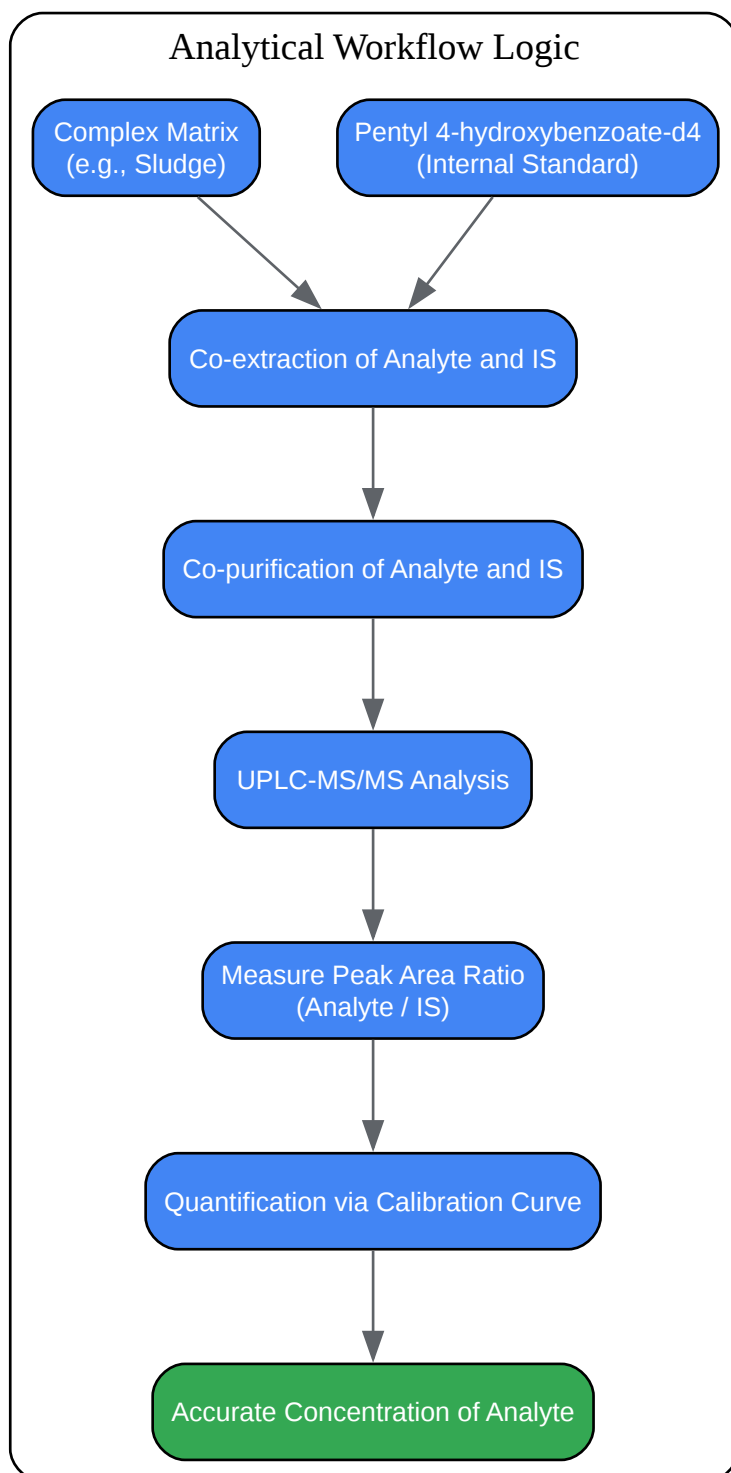 Analytical Workflow Logic
Complex Matrix
(e.g., Sludge)
Pentyl 4-hydroxybenzoate-d4
(Internal Standard)
Co-extraction of Analyte and IS
Co-purification of Analyte and IS
UPLC-MS/MS Analysis
Measure Peak Area Ratio
(Analyte / IS)
Quantification via Calibration Curve
Accurate Concentration of Analyte